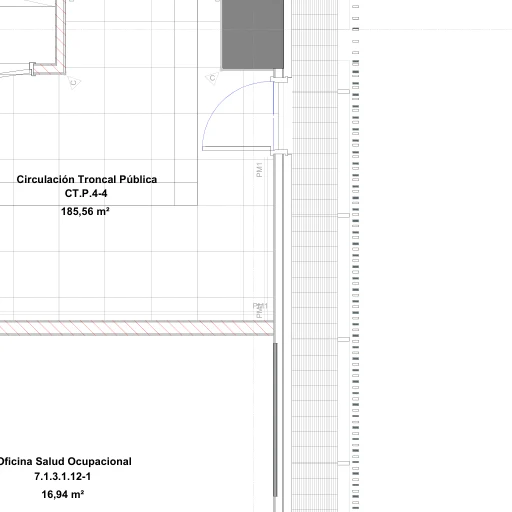 C
C
PM1
Circulación Troncal Pública
CT.P.4-4
185,56 m²
Oficina Salud Ocupacional
7.1.3.1.12-1
16,94 m²